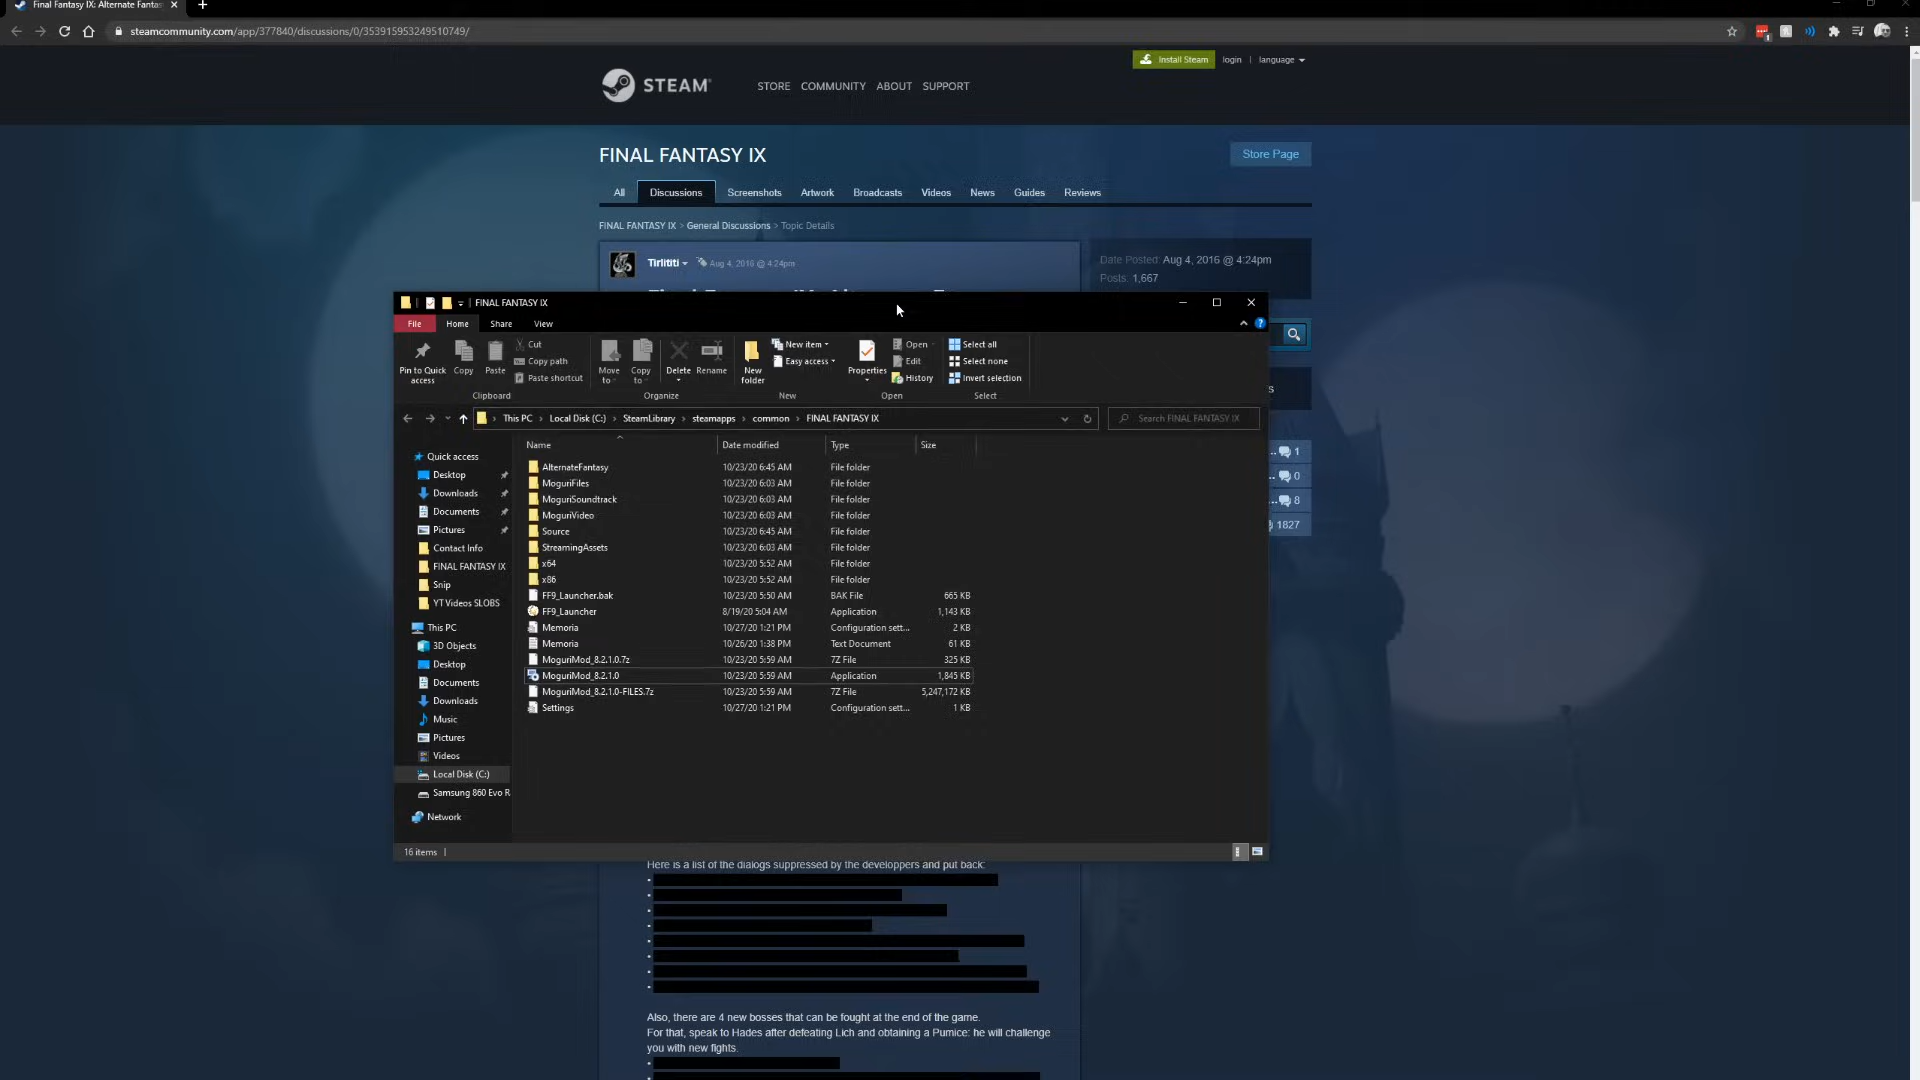 Final Fantasy IX: Alternate Fantas
steamcommunity.com/app/377840/discussions/0/353915953249510749/
Install Steam login | language
STEAM
STORE COMMUNITY ABOUT SUPPORT
FINAL FANTASY IX
Store Page
All Discussions Screenshots Artwork Broadcasts Videos News Guides Reviews
FINAL FANTASY IX > General Discussions > Topic Details
Tirlititi Aug 4, 2016 @ 4:24pm
Date Posted: Aug 4, 2016 @ 4:24pm
Posts: 1,667
FINAL FANTASY IX
File Home Share View
Pin to Quick access
Copy
Paste
Cut
Copy path
Paste shortcut
Clipboard
Move to
Copy to
Delete
Rename
Organize
New folder
New item
Easy access
New
Properties
Open
Edit
History
Open
Select all
Select none
Invert selection
Select
This PC > Local Disk (C:) > SteamLibrary > steamapps > common > FINAL FANTASY IX
Search FINAL FANTASY IX
Quick access
Desktop
Downloads
Documents
Pictures
Contact Info
FINAL FANTASY IX
Snip
YT Videos SLOBS
This PC
3D Objects
Desktop
Documents
Downloads
Music
Pictures
Videos
Local Disk (C:)
Samsung 860 Evo R
Network
Name Date modified Type Size
AlternateFantasy 10/23/20 6:45 AM File folder
MoguriFiles 10/23/20 6:03 AM File folder
MoguriSoundtrack 10/23/20 6:03 AM File folder
MoguriVideo 10/23/20 6:03 AM File folder
Source 10/23/20 6:45 AM File folder
StreamingAssets 10/23/20 6:03 AM File folder
x64 10/23/20 5:52 AM File folder
x86 10/23/20 5:52 AM File folder
FF9_Launcher.bak 10/23/20 5:50 AM BAK File 665 KB
FF9_Launcher 8/19/20 5:04 AM Application 1,143 KB
Memoria 10/27/20 1:21 PM Configuration sett... 2 KB
Memoria 10/26/20 1:38 PM Text Document 61 KB
MoguriMod_8.2.1.0.7z 10/23/20 5:59 AM 7Z File 325 KB
MoguriMod_8.2.1.0 10/23/20 5:59 AM Application 1,845 KB
MoguriMod_8.2.1.0-FILES.7z 10/23/20 5:59 AM 7Z File 5,247,172 KB
Settings 10/27/20 1:21 PM Configuration sett... 1 KB
16 items
... 1
... 0
... 8
1827
Here is a list of the dialogs suppressed by the developpers and put back:
Also, there are 4 new bosses that can be fought at the end of the game.
For that, speak to Hades after defeating Lich and obtaining a Pumice: he will challenge
you with new fights.